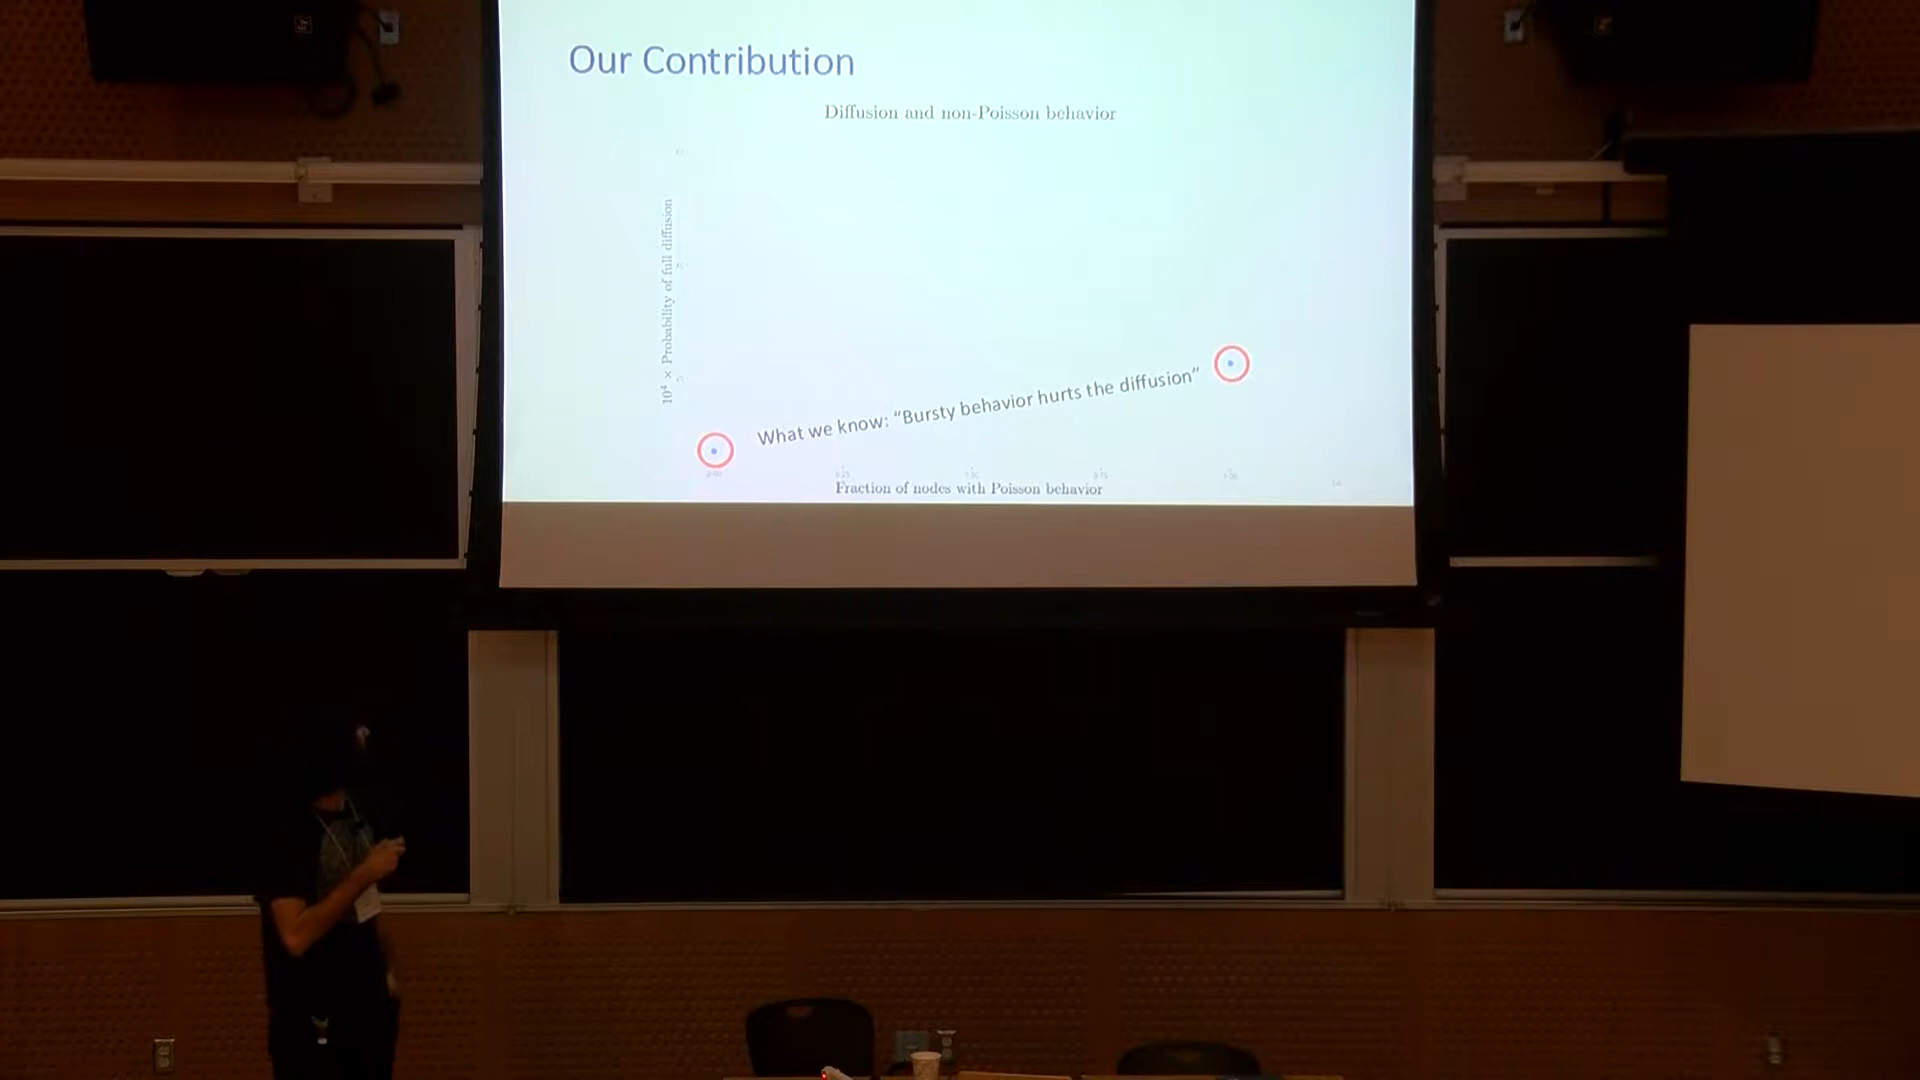 Our Contribution
Diffusion and non-Poisson behavior
10⁴ × Probability of full diffusion
What we know: “Bursty behavior hurts the diffusion”
Fraction of nodes with Poisson behavior